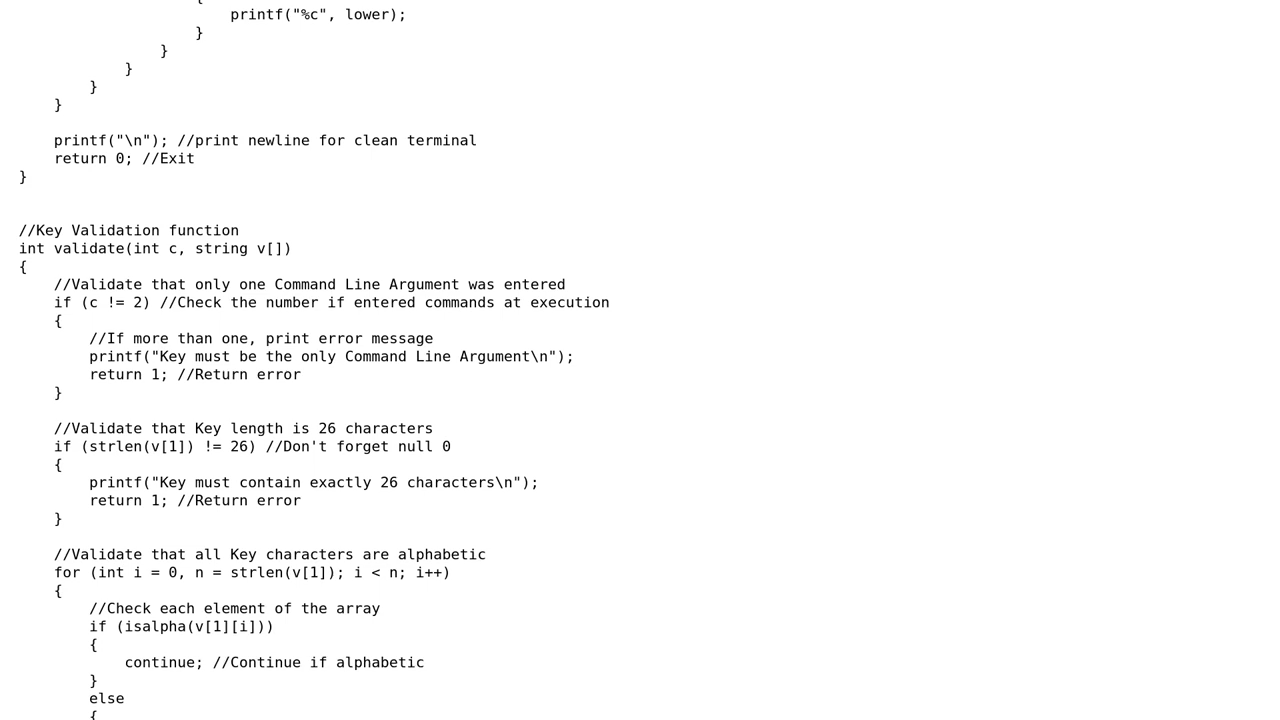 {
                        printf("%c", lower);
                    }
                }
            }
        }
    }

    printf("\n"); //print newline for clean terminal
    return 0; //Exit
}


//Key Validation function
int validate(int c, string v[])
{
    //Validate that only one Command Line Argument was entered
    if (c != 2) //Check the number if entered commands at execution
    {
        //If more than one, print error message
        printf("Key must be the only Command Line Argument\n");
        return 1; //Return error
    }

    //Validate that Key length is 26 characters
    if (strlen(v[1]) != 26) //Don't forget null 0
    {
        printf("Key must contain exactly 26 characters\n");
        return 1; //Return error
    }

    //Validate that all Key characters are alphabetic
    for (int i = 0, n = strlen(v[1]); i < n; i++)
    {
        //Check each element of the array
        if (isalpha(v[1][i]))
        {
            continue; //Continue if alphabetic
        }
        else
        {